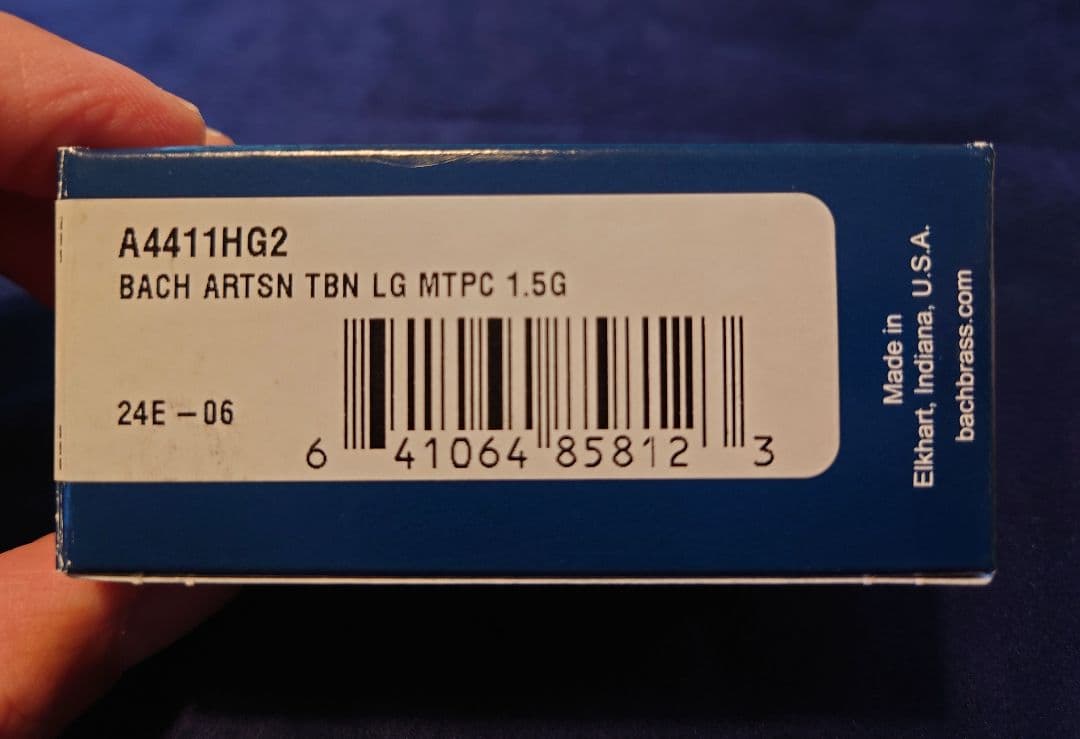 A4411HG2
BACH ARTSN TBN LG MTPC 1.5G
24E – 06
6 41064 85812 3
Made in
Elkhart, Indiana, U.S.A.
bachbrass.com